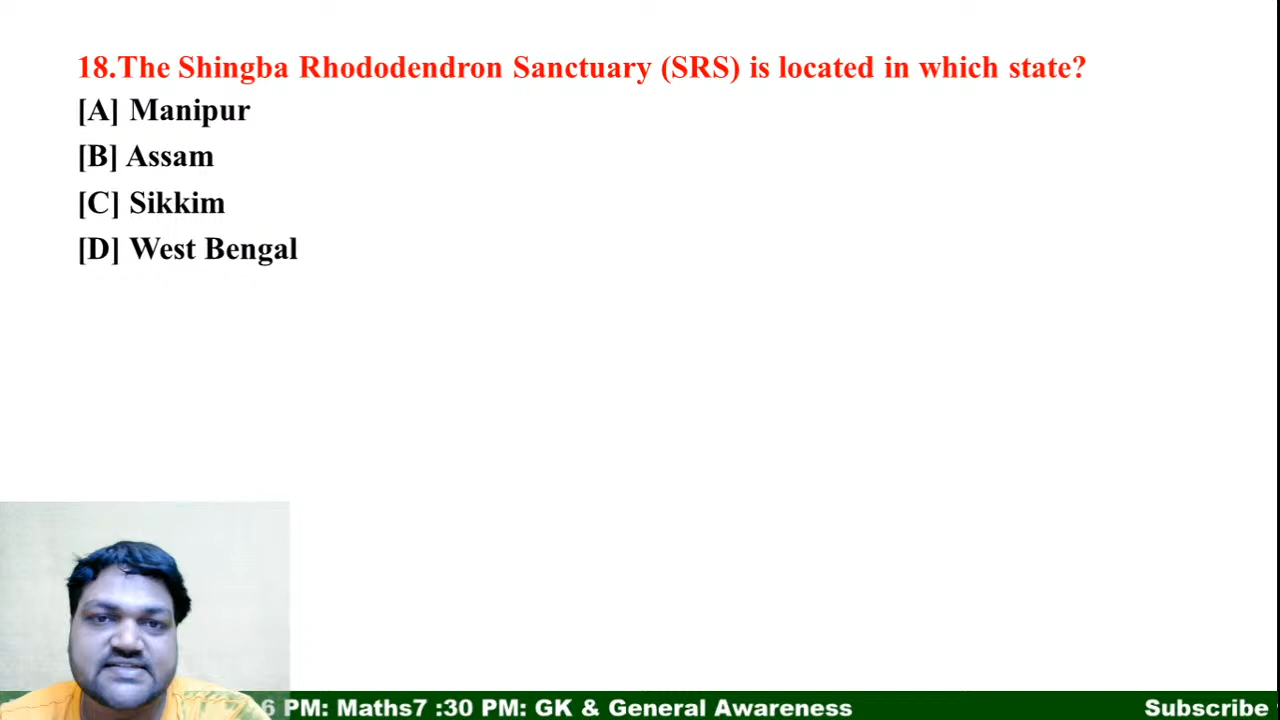 18.The Shingba Rhododendron Sanctuary (SRS) is located in which state?
[A] Manipur
[B] Assam
[C] Sikkim
[D] West Bengal
6 PM: Maths7 :30 PM: GK & General Awareness Subscribe